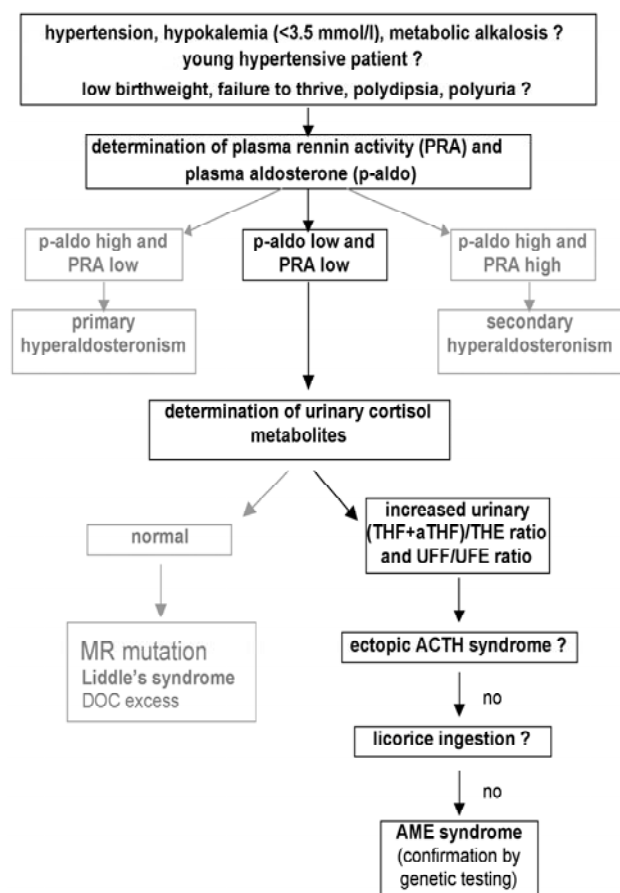 hypertension, hypokalemia (<3.5 mmol/l), metabolic alkalosis ?
young hypertensive patient ?
low birthweight, failure to thrive, polydipsia, polyuria ?
determination of plasma rennin activity (PRA) and
plasma aldosterone (p-aldo)
p-aldo high and
PRA low
p-aldo low and
PRA low
p-aldo high and
PRA high
primary
hyperaldosteronism
secondary
hyperaldosterism
determination of urinary cortisol
metabolites
normal
increased urinary
(THF+aTHF)/THE ratio
and UFF/UFE ratio
MR mutation
Liddle's syndrome
DOC excess
ectopic ACTH syndrome ?
no
licorice ingestion ?
no
AME syndrome
(confirmation by
genetic testing)